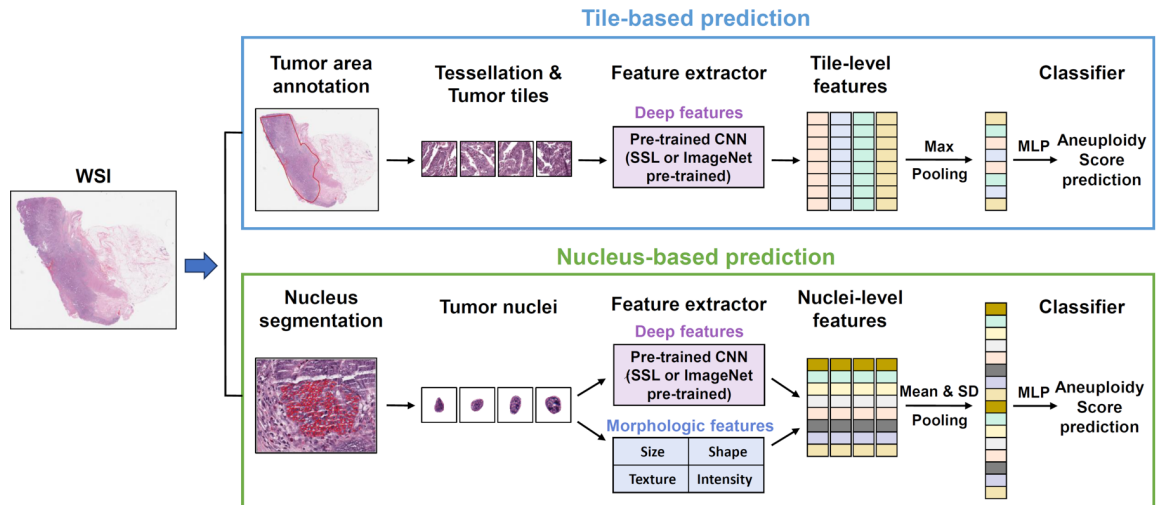 Tile-based prediction
Tumor area
annotation
Tessellation &
Tumor tiles
Feature extractor
Deep features
Pre-trained CNN
(SSL or ImageNet
pre-trained)
Tile-level
features
Max
Pooling
Classifier
MLP
Aneuploidy
Score
prediction
WSI
Nucleus-based prediction
Nucleus
segmentation
Tumor nuclei
Feature extractor
Deep features
Pre-trained CNN
(SSL or ImageNet
pre-trained)
Morphologic features
Size
Shape
Texture
Intensity
Nuclei-level
features
Mean & SD
Pooling
Classifier
MLP
Aneuploidy
Score
prediction